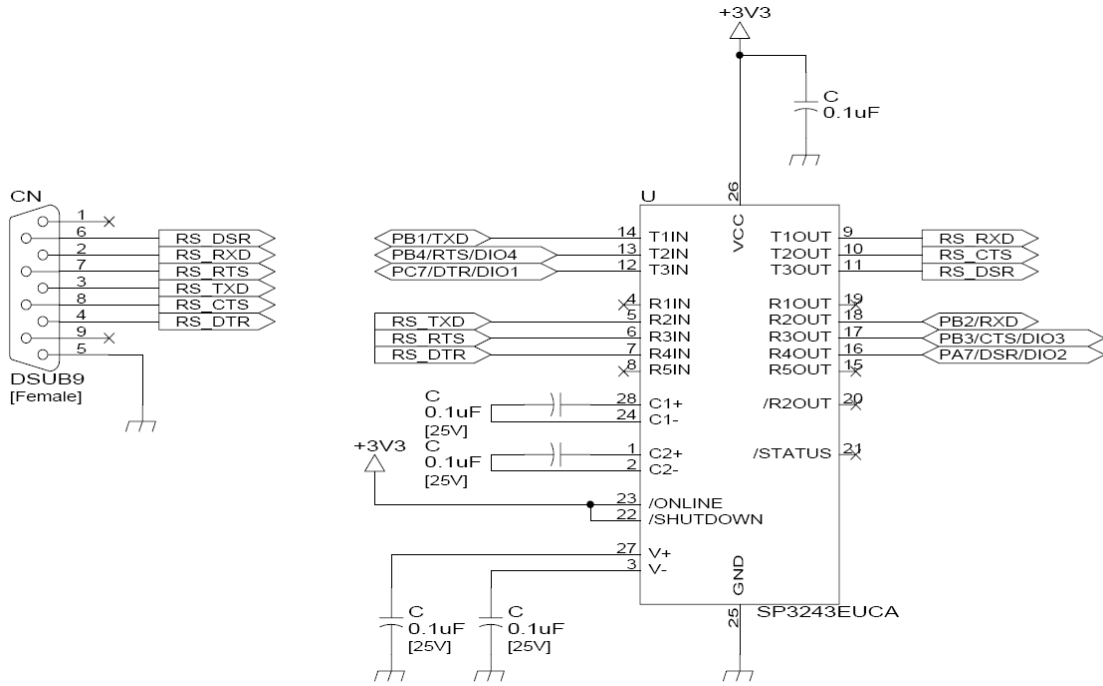 +3V3
C
0.1uF
26
CN
U
VCC
1
6 RS_DSR
2 RS_RXD
7 RS_RTS
3 RS_TXD
8 RS_CTS
4 RS_DTR
9
5
DSUB9
[Female]
PB1/TXD 14 T1IN T1OUT 9 RS_RXD
PB4/RTS/DIO4 13 T2IN T2OUT 10 RS_CTS
PC7/DTR/DIO1 12 T3IN T3OUT 11 RS_DSR
4 R1IN R1OUT 19
RS_TXD 5 R2IN R2OUT 18 PB2/RXD
RS_RTS 6 R3IN R3OUT 17 PB3/CTS/DIO3
RS_DTR 7 R4IN R4OUT 16 PA7/DSR/DIO2
8 R5IN R5OUT 15
C
0.1uF
[25V]
28 C1+ /R2OUT 20
24 C1-
+3V3
C
0.1uF
[25V]
1 C2+ /STATUS 21
2 C2-
23 /ONLINE
22 /SHUTDOWN
27 V+
3 V-
GND
25
SP3243EUCA
C
0.1uF
[25V]
C
0.1uF
[25V]